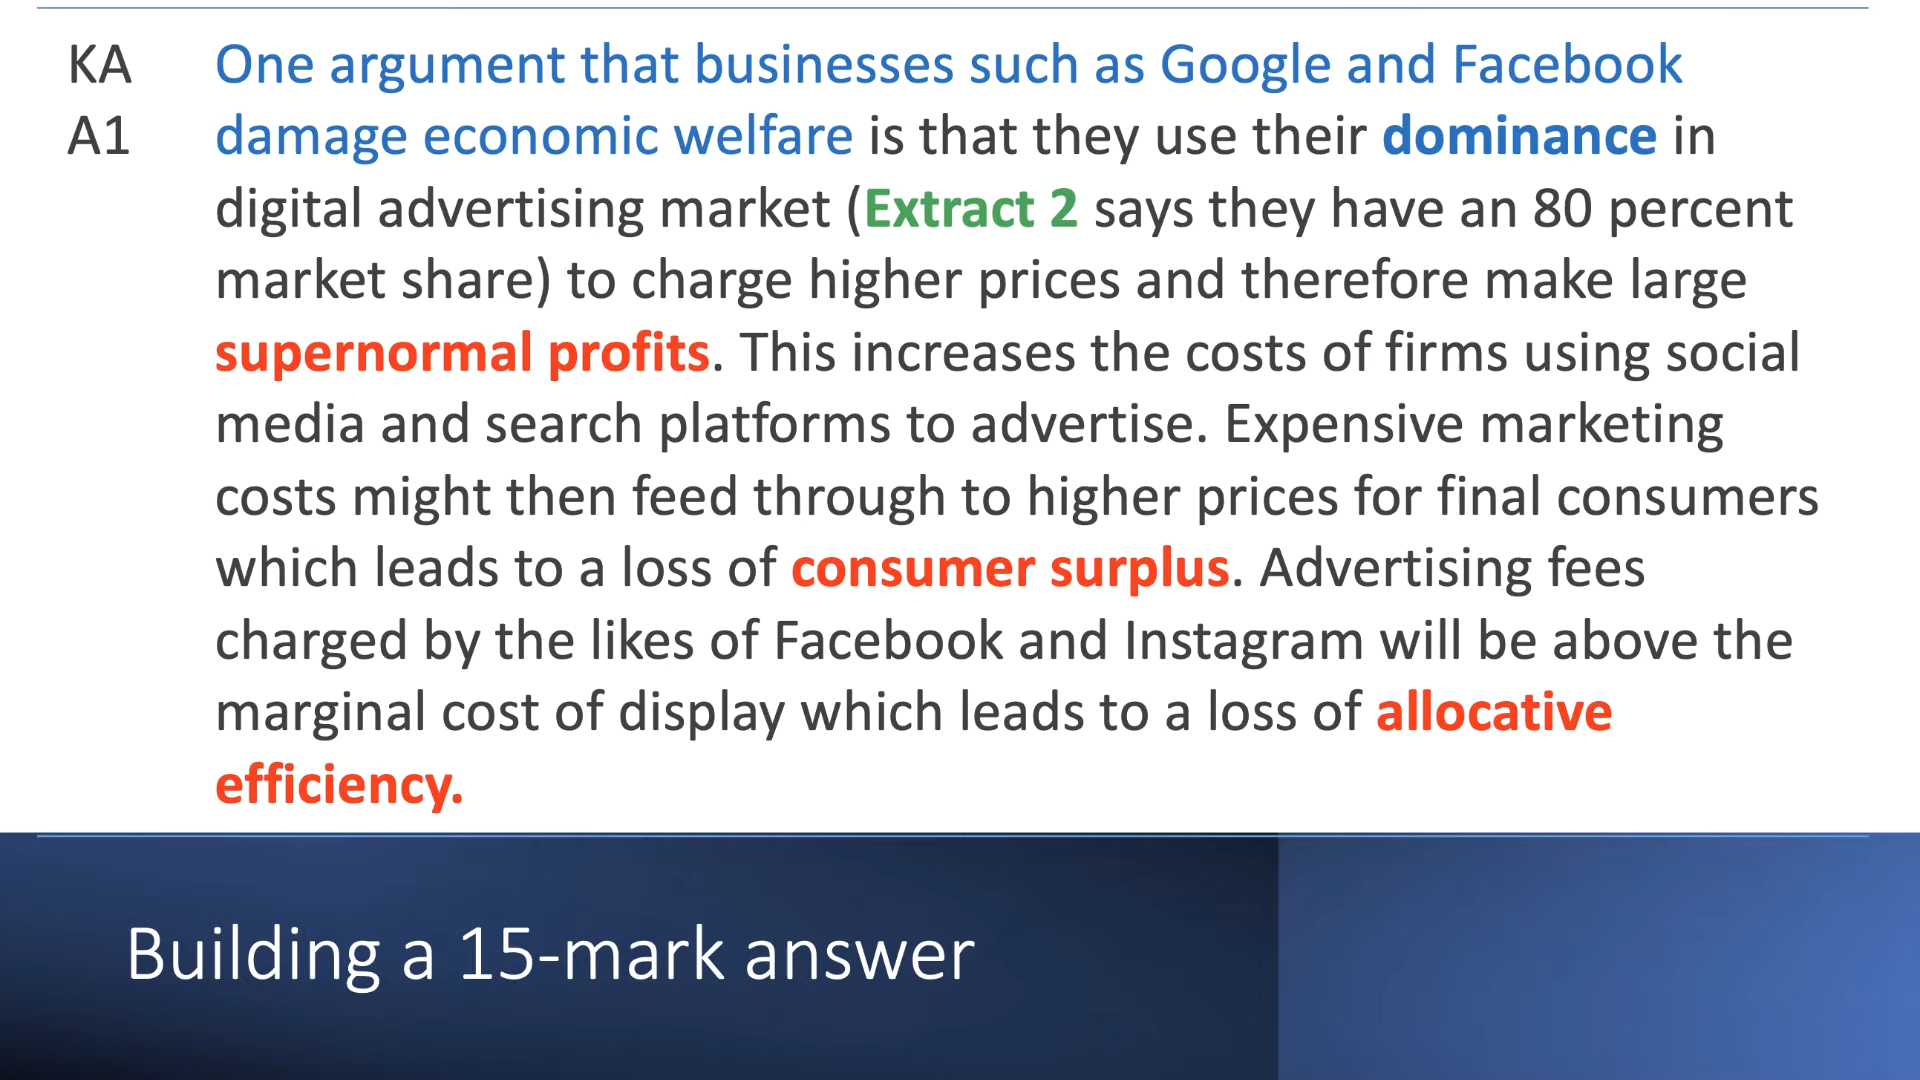 KA One argument that businesses such as Google and Facebook
A1 damage economic welfare is that they use their dominance in
digital advertising market (Extract 2 says they have an 80 percent
market share) to charge higher prices and therefore make large
supernormal profits. This increases the costs of firms using social
media and search platforms to advertise. Expensive marketing
costs might then feed through to higher prices for final consumers
which leads to a loss of consumer surplus. Advertising fees
charged by the likes of Facebook and Instagram will be above the
marginal cost of display which leads to a loss of allocative
efficiency.
Building a 15-mark answer